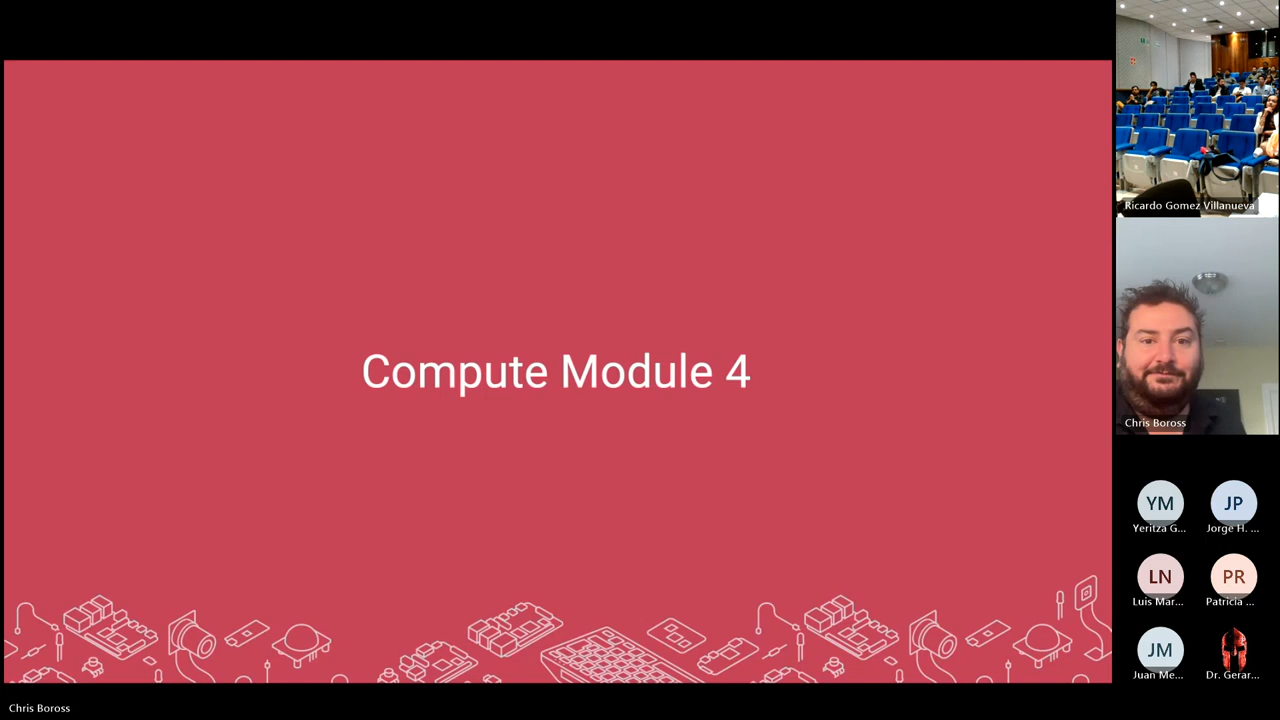 Compute Module 4
Ricardo Gomez Villanueva
Chris Boross
YM
JP
Yeritza G...
Jorge H. ...
LN
PR
Luis Mar...
Patricia ...
JM
Juan Me...
Dr. Gerar...
Chris Boross